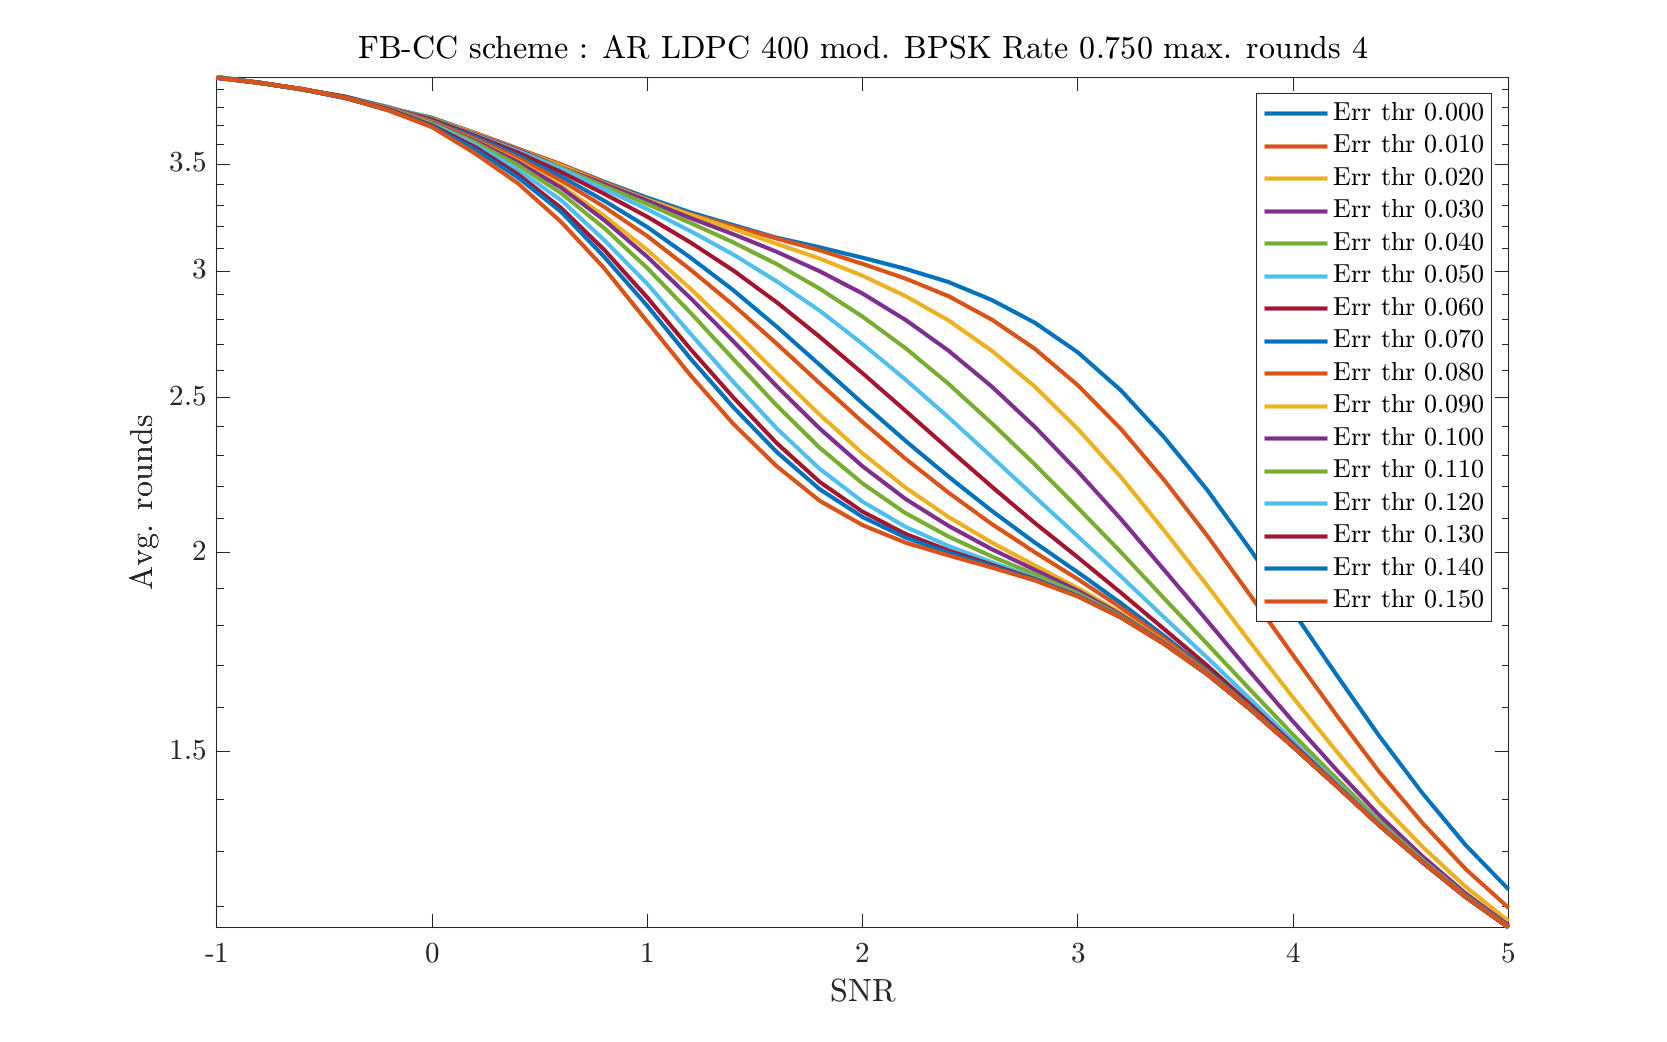 FB-CC scheme : AR LDPC 400 mod. BPSK Rate 0.750 max. rounds 4
Err thr 0.000
Err thr 0.010
Err thr 0.020
Err thr 0.030
Err thr 0.040
Err thr 0.050
Err thr 0.060
Err thr 0.070
Err thr 0.080
Err thr 0.090
Err thr 0.100
Err thr 0.110
Err thr 0.120
Err thr 0.130
Err thr 0.140
Err thr 0.150
3.5
3
2.5
2
1.5
Avg. rounds
-1 0 1 2 3 4 5
SNR